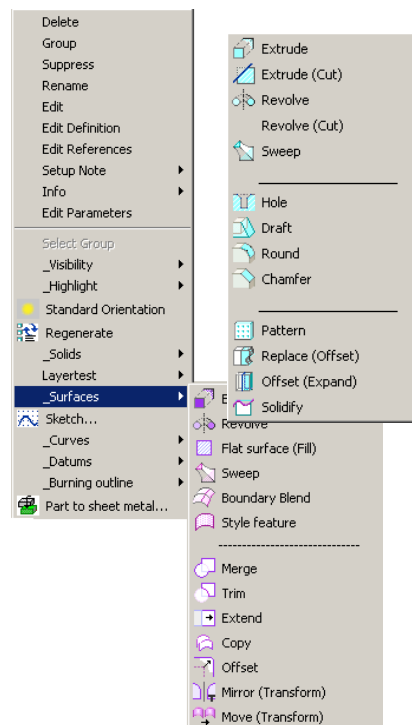 Delete
Group
Suppress
Rename
Edit
Edit Definition
Edit References
Setup Note
Info
Edit Parameters
Select Group
_Visibility
_Highlight
Standard Orientation
Regenerate
_Solids
Layertest
_Surfaces
Sketch...
_Curves
_Datums
_Burning outline
Part to sheet metal...
Extrude
Extrude (Cut)
Revolve
Revolve (Cut)
Sweep
Hole
Draft
Round
Chamfer
Pattern
Replace (Offset)
Offset (Expand)
Solidify
Revolve
Flat surface (Fill)
Sweep
Boundary Blend
Style feature
Merge
Trim
Extend
Copy
Offset
Mirror (Transform)
Move (Transform)